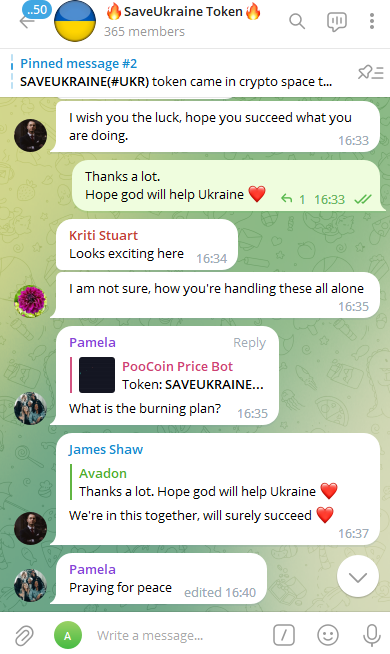 ..50
🔥SaveUkraine Token🔥
365 members
Pinned message #2
SAVEUKRAINE(#UKR) token came in crypto space t...
I wish you the luck, hope you succeed what you
are doing.
16:33
Thanks a lot.
Hope god will help Ukraine ❤️ 1 16:33
Kriti Stuart
Looks exciting here 16:34
I am not sure, how you're handling these all alone
16:35
Pamela Reply
PooCoin Price Bot
Token: SAVEUKRAINE...
What is the burning plan? 16:35
James Shaw
Avadon
Thanks a lot. Hope god will help Ukraine ❤️
We're in this together, will surely succeed ❤️
16:37
Pamela
Praying for peace edited 16:40
A Write a message... /